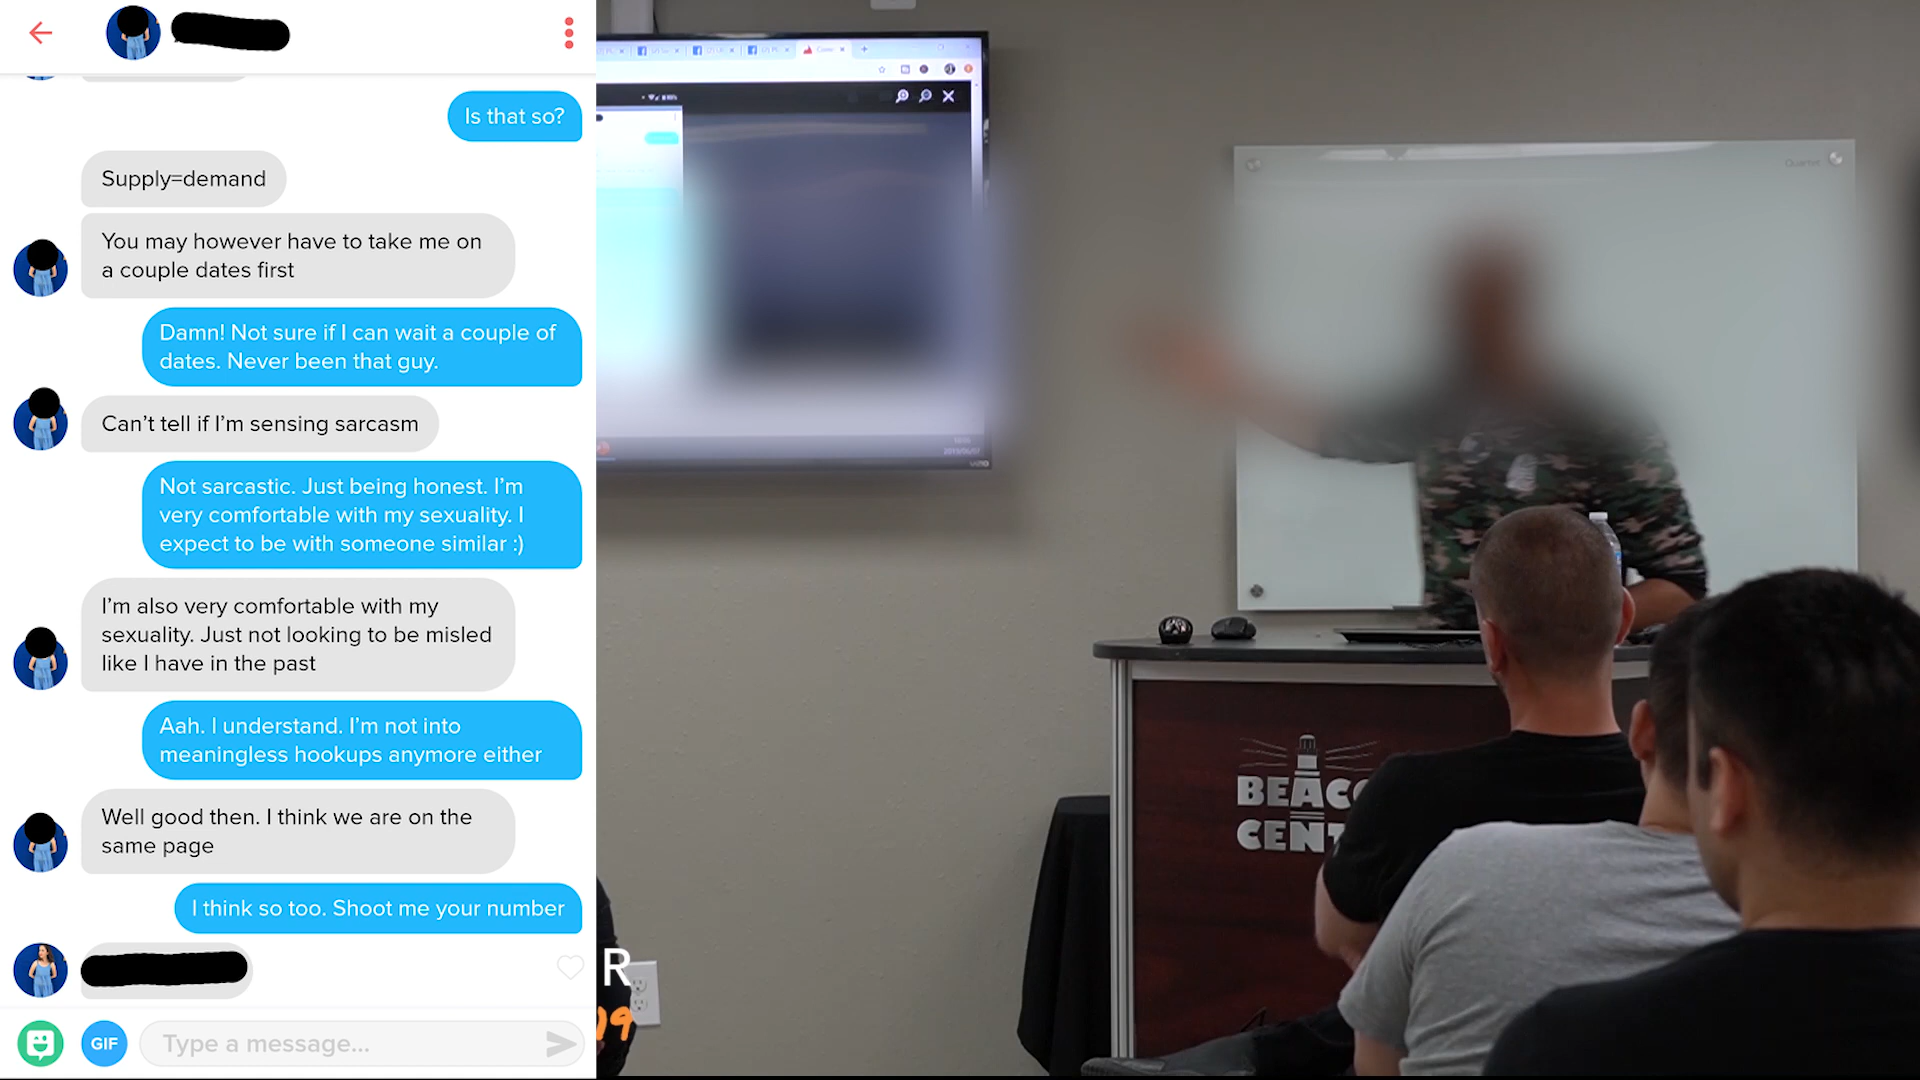 Is that so?
Supply=demand
You may however have to take me on
a couple dates first
Damn! Not sure if I can wait a couple of
dates. Never been that guy.
Can't tell if I'm sensing sarcasm
Not sarcastic. Just being honest. I'm
very comfortable with my sexuality. I
expect to be with someone similar :)
I'm also very comfortable with my
sexuality. Just not looking to be misled
like I have in the past
Aah. I understand. I'm not into
meaningless hookups anymore either
Well good then. I think we are on the
same page
I think so too. Shoot me your number
GIF
Type a message...
Quartet
VIZIO
BEACO
CENT
R
19